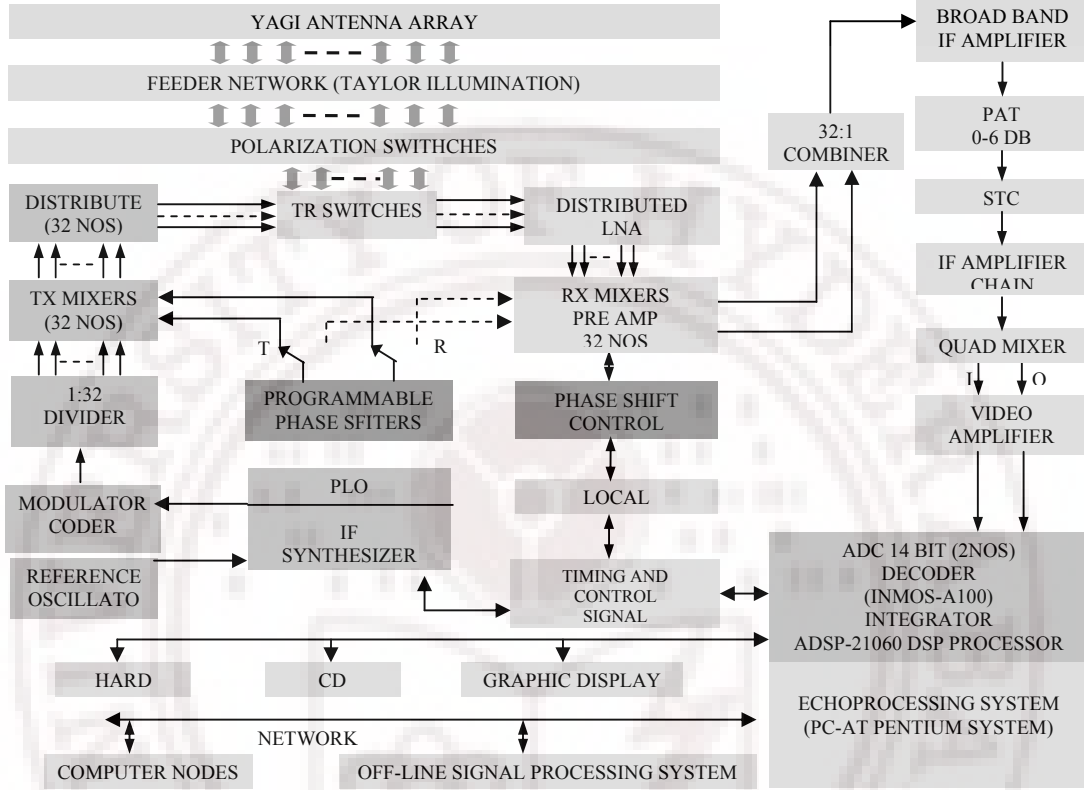 YAGI ANTENNA ARRAY
FEEDER NETWORK (TAYLOR ILLUMINATION)
POLARIZATION SWITHCHES
TR SWITCHES
DISTRIBUTE
(32 NOS)
DISTRIBUTED
LNA
TX MIXERS
(32 NOS)
RX MIXERS
PRE AMP
32 NOS
T
R
1:32
DIVIDER
PROGRAMMABLE
PHASE SFITERS
PHASE SHIFT
CONTROL
MODULATOR
CODER
PLO
IF
SYNTHESIZER
LOCAL
REFERENCE
OSCILLATO
TIMING AND
CONTROL
SIGNAL
32:1
COMBINER
BROAD BAND
IF AMPLIFIER
PAT
0-6 DB
STC
IF AMPLIFIER
CHAIN
QUAD MIXER
I
Q
VIDEO
AMPLIFIER
ADC 14 BIT (2NOS)
DECODER
(INMOS-A100)
INTEGRATOR
ADSP-21060 DSP PROCESSOR
ECHOPROCESSING SYSTEM
(PC-AT PENTIUM SYSTEM)
HARD
CD
GRAPHIC DISPLAY
NETWORK
COMPUTER NODES
OFF-LINE SIGNAL PROCESSING SYSTEM